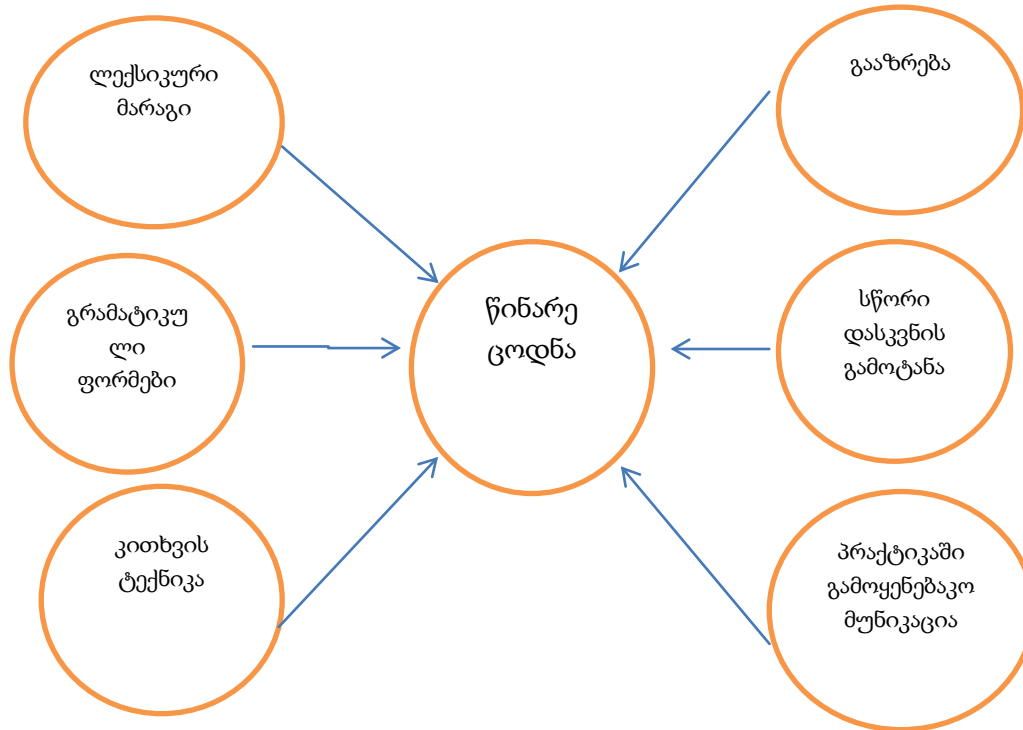 ლექსიკური
მარაგი
გააზრება
გრამატიკუ
ლი
ფორმები
წინარე
ცოდნა
სწორი
დასკვნის
გამოტანა
კითხვის
ტექნიკა
პრაქტიკაში
გამოყენებაკო
მუნიკაცია